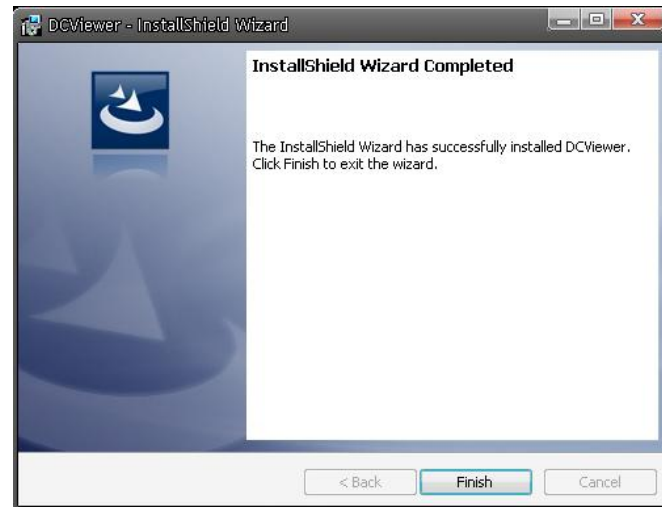 DCViewer - InstallShield Wizard
InstallShield Wizard Completed
The InstallShield Wizard has successfully installed DCViewer.
Click Finish to exit the wizard.
< Back
Finish
Cancel